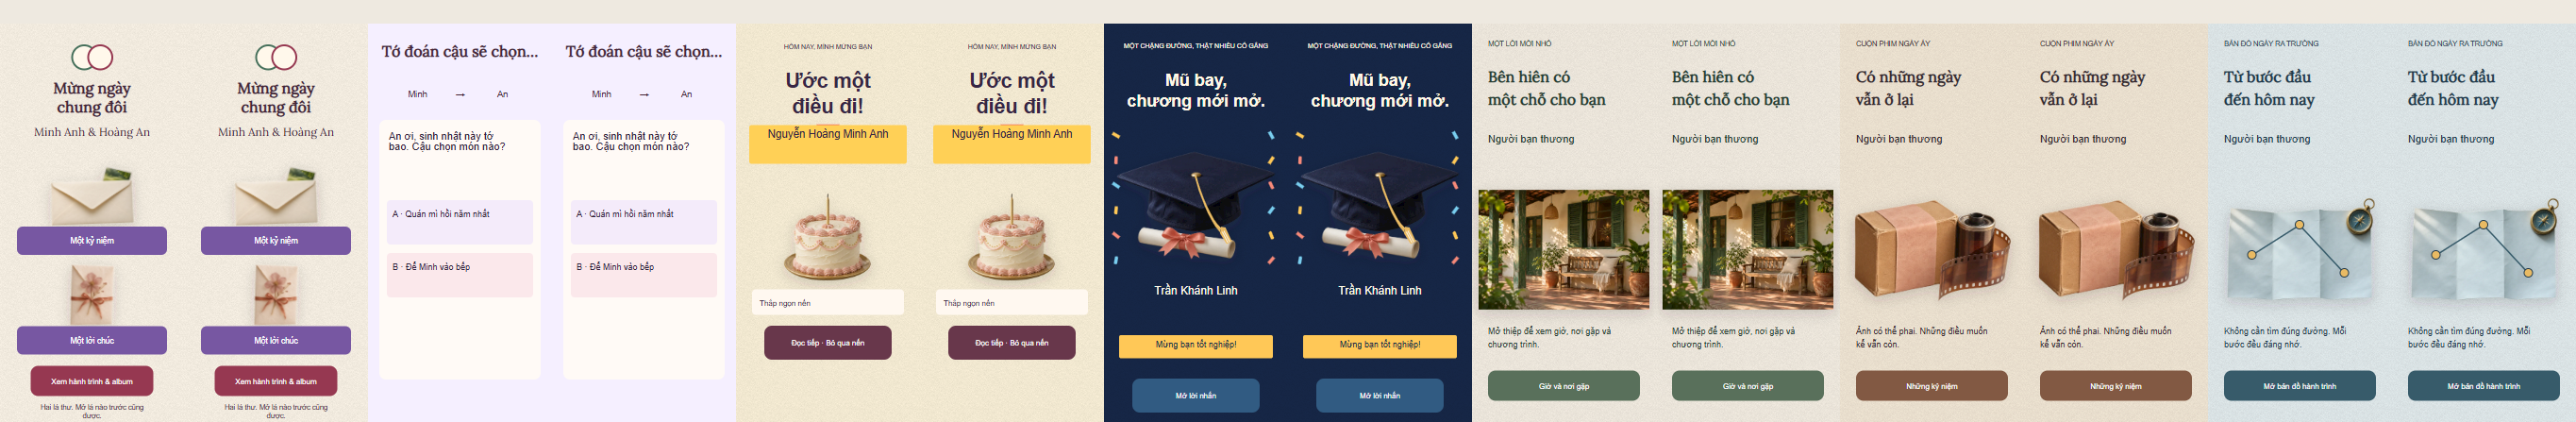 Mừng ngày
chung đôi
Minh Anh & Hoàng An
Một kỷ niệm
Một lời chúc
Xem hành trình & album
Hai lá thư. Mở lá nào trước cũng
được.
Mừng ngày
chung đôi
Minh Anh & Hoàng An
Một kỷ niệm
Một lời chúc
Xem hành trình & album
Hai lá thư. Mở lá nào trước cũng
được.
Tớ đoán cậu sẽ chọn...
Minh → An
An ơi, sinh nhật này tớ
bao. Cậu chọn món nào?
A · Quán mì hồi năm nhất
B · Để Minh vào bếp
Tớ đoán cậu sẽ chọn...
Minh → An
An ơi, sinh nhật này tớ
bao. Cậu chọn món nào?
A · Quán mì hồi năm nhất
B · Để Minh vào bếp
HÔM NAY, MÌNH MỪNG BẠN
Ước một
điều đi!
Nguyễn Hoàng Minh Anh
Thắp ngọn nến
Đọc tiếp · Bỏ qua nến
HÔM NAY, MÌNH MỪNG BẠN
Ước một
điều đi!
Nguyễn Hoàng Minh Anh
Thắp ngọn nến
Đọc tiếp · Bỏ qua nến
MỘT CHẶNG ĐƯỜNG, THẬT NHIỀU CỐ GẮNG
Mũ bay,
chương mới mở.
Trần Khánh Linh
Mừng bạn tốt nghiệp!
Mở lời nhắn
MỘT CHẶNG ĐƯỜNG, THẬT NHIỀU CỐ GẮNG
Mũ bay,
chương mới mở.
Trần Khánh Linh
Mừng bạn tốt nghiệp!
Mở lời nhắn
MỘT LỜI MỜI NHỎ
Bên hiên có
một chỗ cho bạn
Người bạn thương
Mở thiệp để xem giờ, nơi gặp và
chương trình.
Giờ và nơi gặp
MỘT LỜI MỜI NHỎ
Bên hiên có
một chỗ cho bạn
Người bạn thương
Mở thiệp để xem giờ, nơi gặp và
chương trình.
Giờ và nơi gặp
CUỘN PHIM NGÀY ẤY
Có những ngày
vẫn ở lại
Người bạn thương
Ảnh có thể phai. Những điều muốn
kể vẫn còn.
Những kỷ niệm
CUỘN PHIM NGÀY ẤY
Có những ngày
vẫn ở lại
Người bạn thương
Ảnh có thể phai. Những điều muốn
kể vẫn còn.
Những kỷ niệm
BẢN ĐỒ NGÀY RA TRƯỜNG
Từ bước đầu
đến hôm nay
Người bạn thương
Không cần tìm đúng đường. Mỗi
bước đều đáng nhớ.
Mở bản đồ hành trình
BẢN ĐỒ NGÀY RA TRƯỜNG
Từ bước đầu
đến hôm nay
Người bạn thương
Không cần tìm đúng đường. Mỗi
bước đều đáng nhớ.
Mở bản đồ hành trình